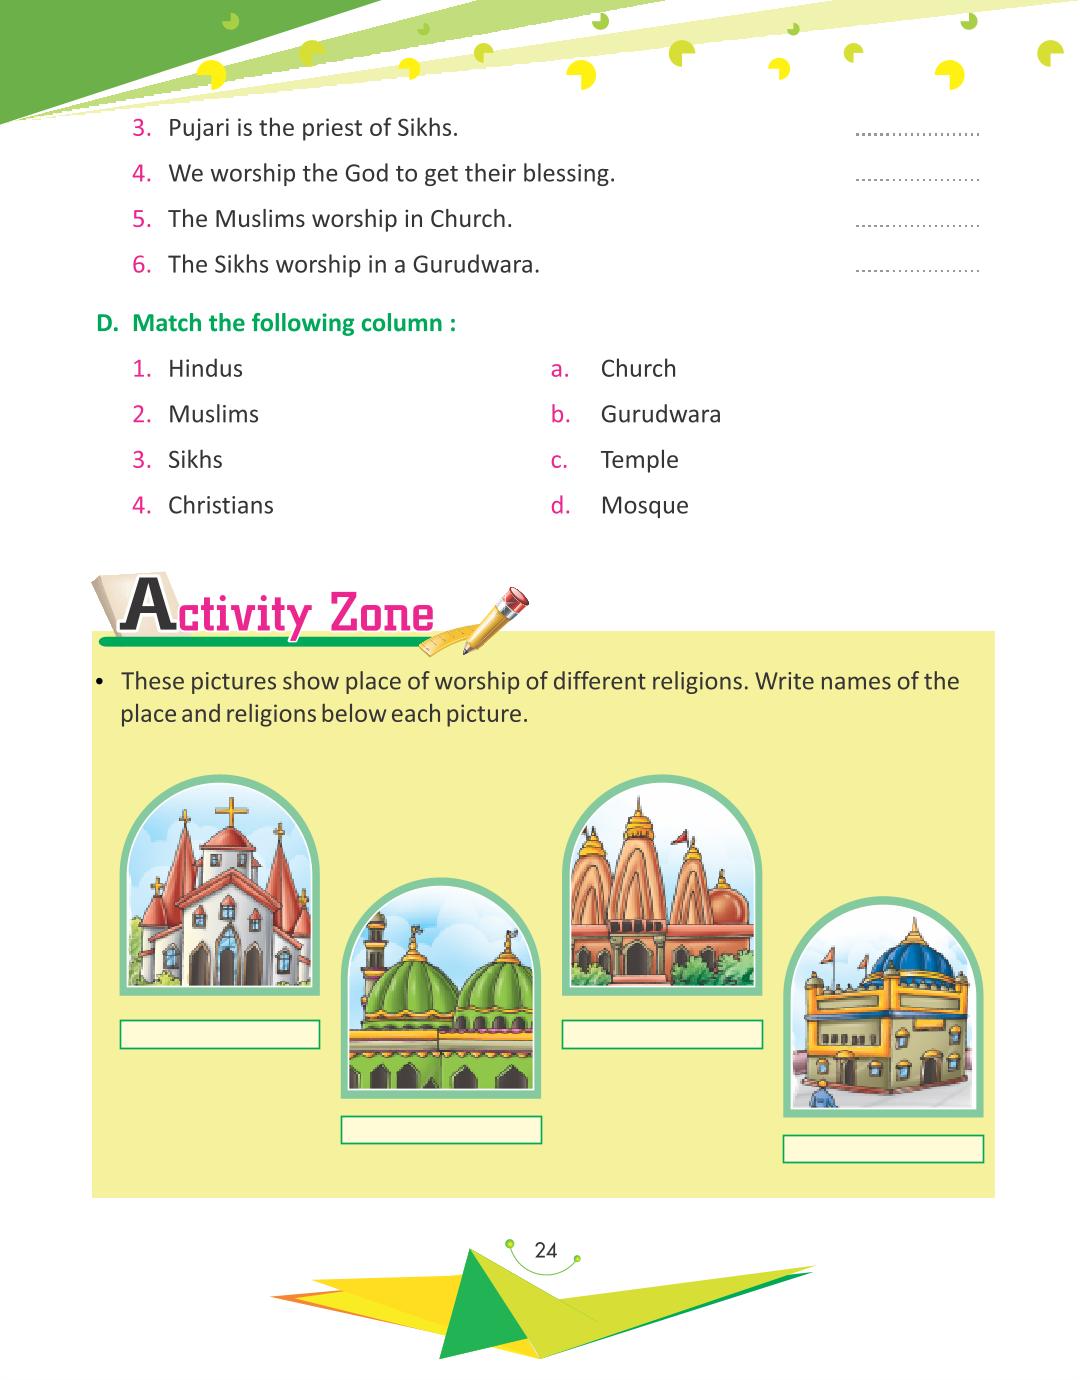 3. Pujari is the priest of Sikhs. ......................
4. We worship the God to get their blessing. ......................
5. The Muslims worship in Church. ......................
6. The Sikhs worship in a Gurudwara. ......................
D. Match the following column :
1. Hindus a. Church
2. Muslims b. Gurudwara
3. Sikhs c. Temple
4. Christians d. Mosque
Activity Zone
• These pictures show place of worship of different religions. Write names of the
place and religions below each picture.
24